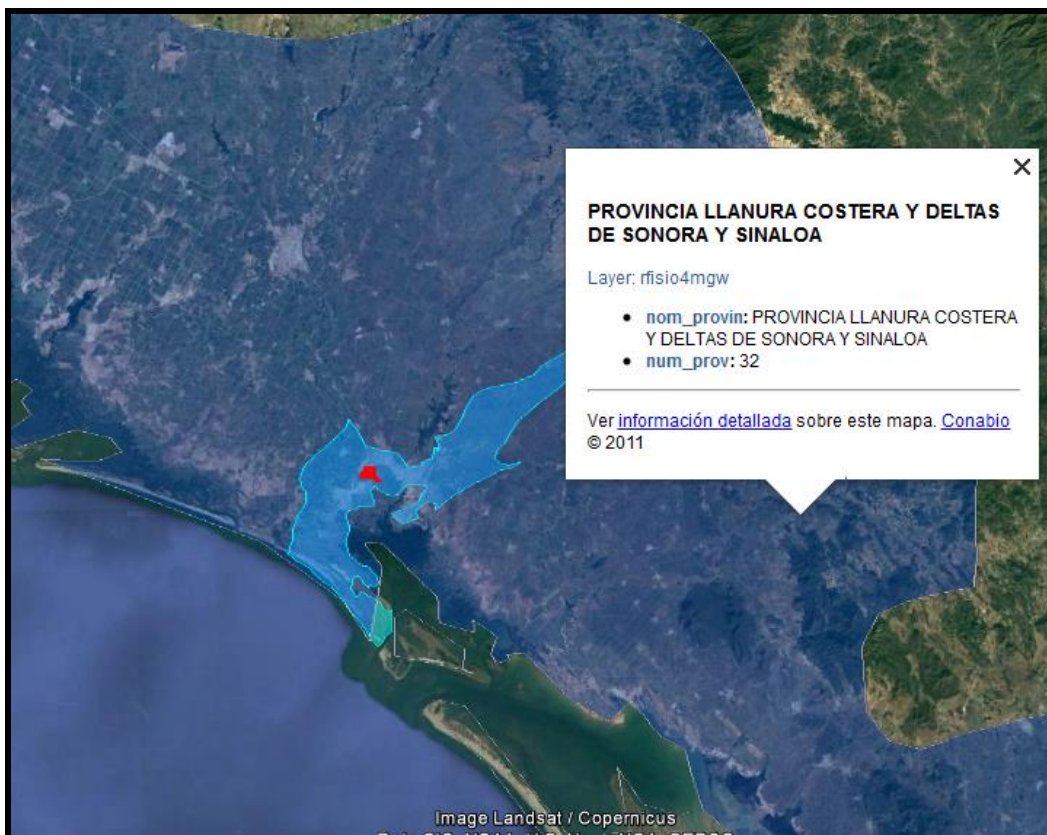 PROVINCIA LLANURA COSTERA Y DELTAS
DE SONORA Y SINALOA
Layer: rfisio4mgw
nom_provin: PROVINCIA LLANURA COSTERA
Y DELTAS DE SONORA Y SINALOA
num_prov: 32
Ver información detallada sobre este mapa. Conabio
© 2011
Image Landsat / Copernicus